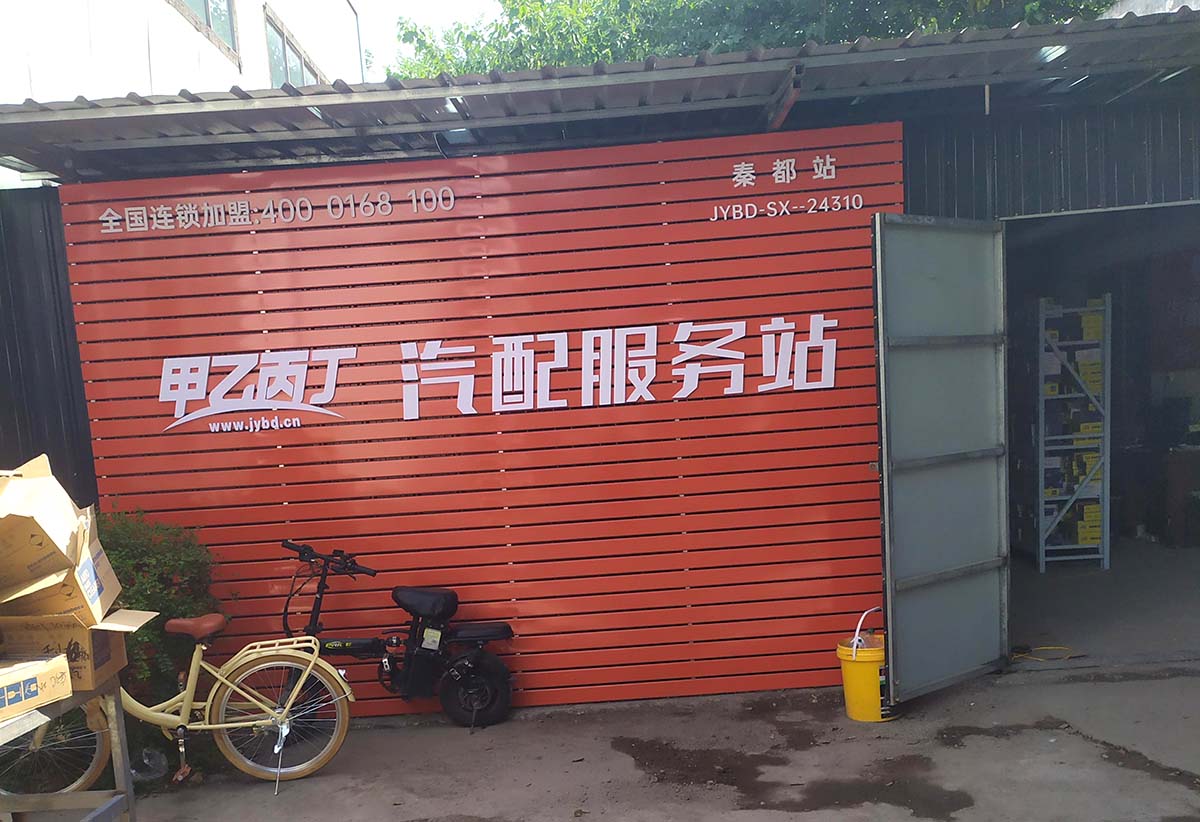 全国连锁加盟:400 0168 100
秦都站
JYBD-SX--24310
甲乙丙丁 汽配服务站
www.jybd.cn